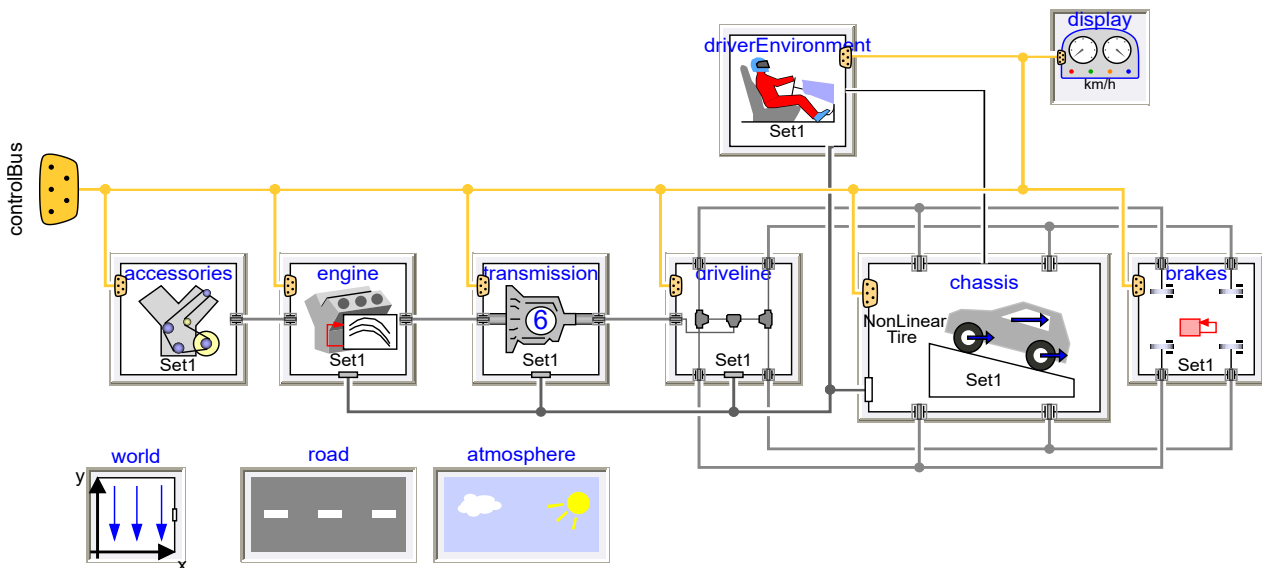 display
driverEnvironment
km/h
Set1
controlBus
accessories
engine
transmission
driveline
chassis
brakes
6
NonLinear
Tire
Set1
Set1
Set1
Set1
Set1
world
road
atmosphere
y
x